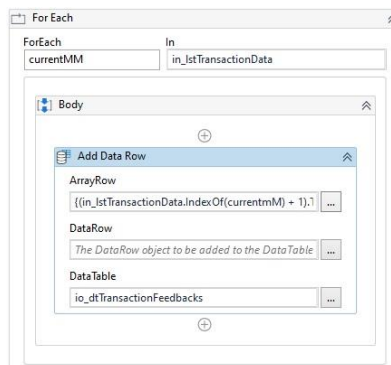 For Each
ForEach In
currentMM in_lstTransactionData
Body
Add Data Row
ArrayRow
{(in_lstTransactionData.IndexOf(currentmM) + 1).T
...
DataRow
The DataRow object to be added to the DataTable
...
DataTable
io_dtTransactionFeedbacks
...